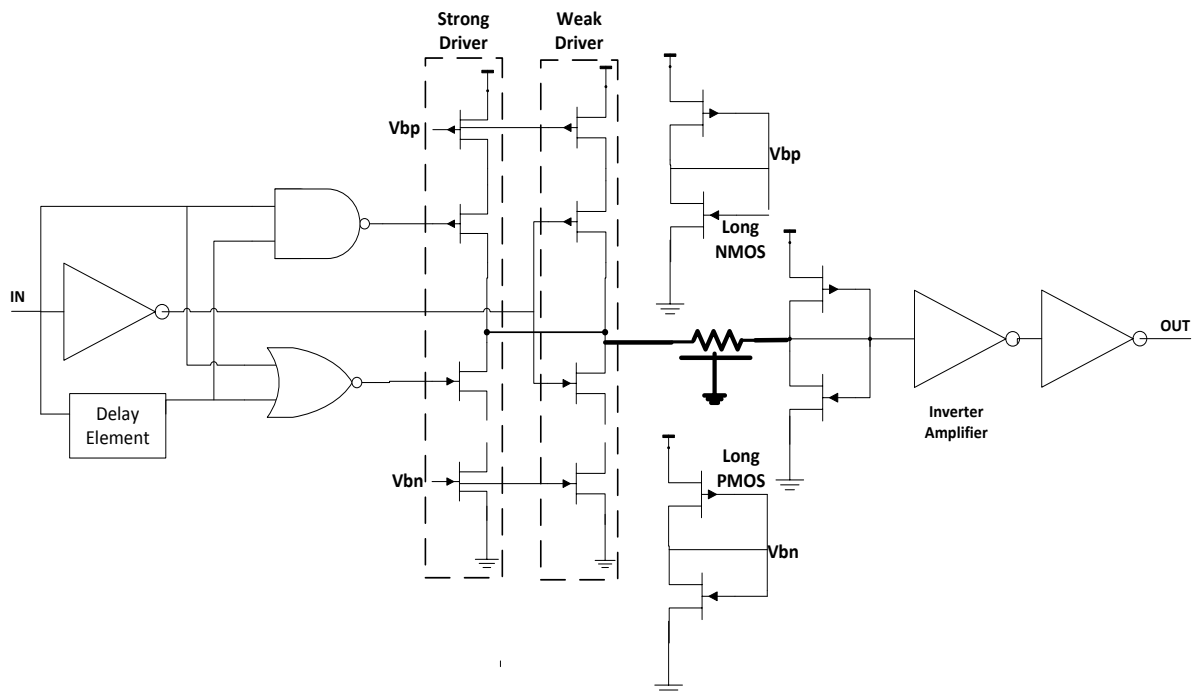 Strong
Driver
Weak
Driver
Vbp
Vbp
Long
NMOS
IN
OUT
Delay
Element
Inverter
Amplifier
Long
PMOS
Vbn
Vbn